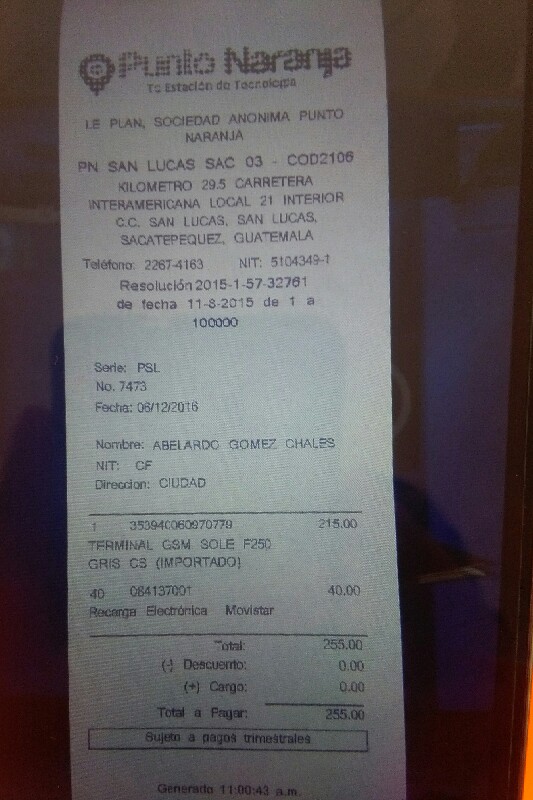 Punto Naranja
Tu Estación de Tecnología
LE PLAN, SOCIEDAD ANONIMA PUNTO
NARANJA
PN SAN LUCAS SAC 03 - COD2106
KILOMETRO 29.5 CARRETERA
INTERAMERICANA LOCAL 21 INTERIOR
C.C. SAN LUCAS, SAN LUCAS,
SACATEPEQUEZ, GUATEMALA
Teléfono: 2267-4163 NIT: 5104349-1
Resolución 2015-1-57-32761
de fecha 11-8-2015 de 1 a
100000
Serie: PSL
No. 7473
Fecha: 06/12/2016
Nombre: ABELARDO GOMEZ CHALES
NIT: CF
Direccion: CIUDAD
1 353940060970779 215.00
TERMINAL GSM SOLE F250
GRIS CS (IMPORTADO)
40 084137001 40.00
Recarga Electrónica Movistar
Total: 255.00
(-) Descuento: 0.00
(+) Cargo: 0.00
Total a Pagar: 255.00
Sujeto a pagos trimestrales
Generado 11:00:43 a.m.